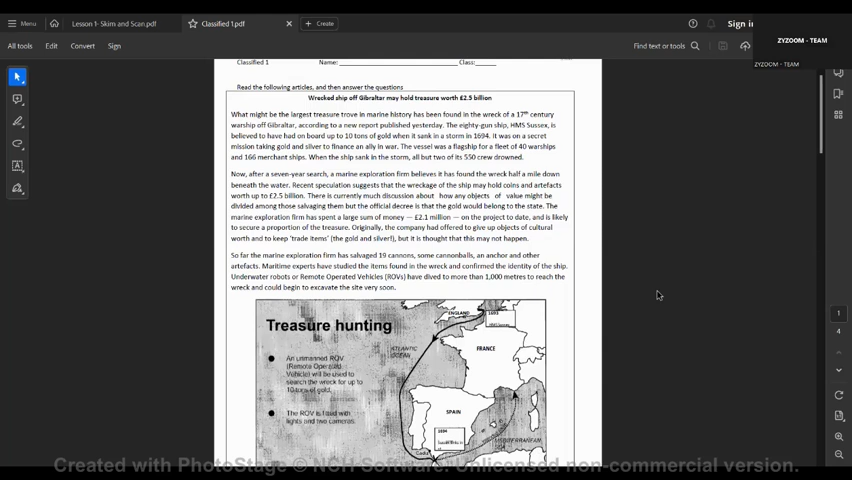 Menu
Lesson 1- Skim and Scan.pdf
Classified 1.pdf
Create
Sign in
All tools
Edit
Convert
Sign
Find text or tools
ZYZOOM - TEAM
ZYZOOM - TEAM
Classified 1 Name: Class:
Read the following articles, and then answer the questions
Wrecked ship off Gibraltar may hold treasure worth £2.5 billion
What might be the largest treasure trove in marine history has been found in the wreck of a 17th century
warship off Gibraltar, according to a new report published yesterday. The eighty-gun ship, HMS Sussex, is
believed to have had on board up to 10 tons of gold when it sank in a storm in 1694. It was on a secret
mission taking gold and silver to finance an ally in war. The vessel was a flagship for a fleet of 40 warships
and 166 merchant ships. When the ship sank in the storm, all but two of its 550 crew drowned.
Now, after a seven-year search, a marine exploration firm believes it has found the wreck half a mile down
beneath the water. Recent speculation suggests that the wreckage of the ship may hold coins and artefacts
worth up to £2.5 billion. There is currently much discussion about how any objects of value might be
divided among those salvaging them but the official decree is that the gold would belong to the state. The
marine exploration firm has spent a large sum of money — £2.1 million — on the project to date, and is likely
to secure a proportion of the treasure. Originally, the company had offered to give up objects of cultural
worth and to keep 'trade items' (the gold and silver!), but it is thought that this may not happen.
So far the marine exploration firm has salvaged 19 cannons, some cannonballs, an anchor and other
artefacts. Maritime experts have studied the items found in the wreck and confirmed the identity of the ship.
Underwater robots or Remote Operated Vehicles (ROVs) have dived to more than 1,000 metres to reach the
wreck and could begin to excavate the site very soon.
Treasure hunting
An unmanned ROV
(Remote Operated
Vehicle) will be used to
search the wreck for up to
10 tons of gold.
The ROV is fitted with
lights and two cameras.
ENGLAND
1693
ATLANTIC
OCEAN
FRANCE
SPAIN
1694
MEDITERRANEAN
1
4
Created with PhotoStage © NCH Software. Unlicensed non-commercial version.